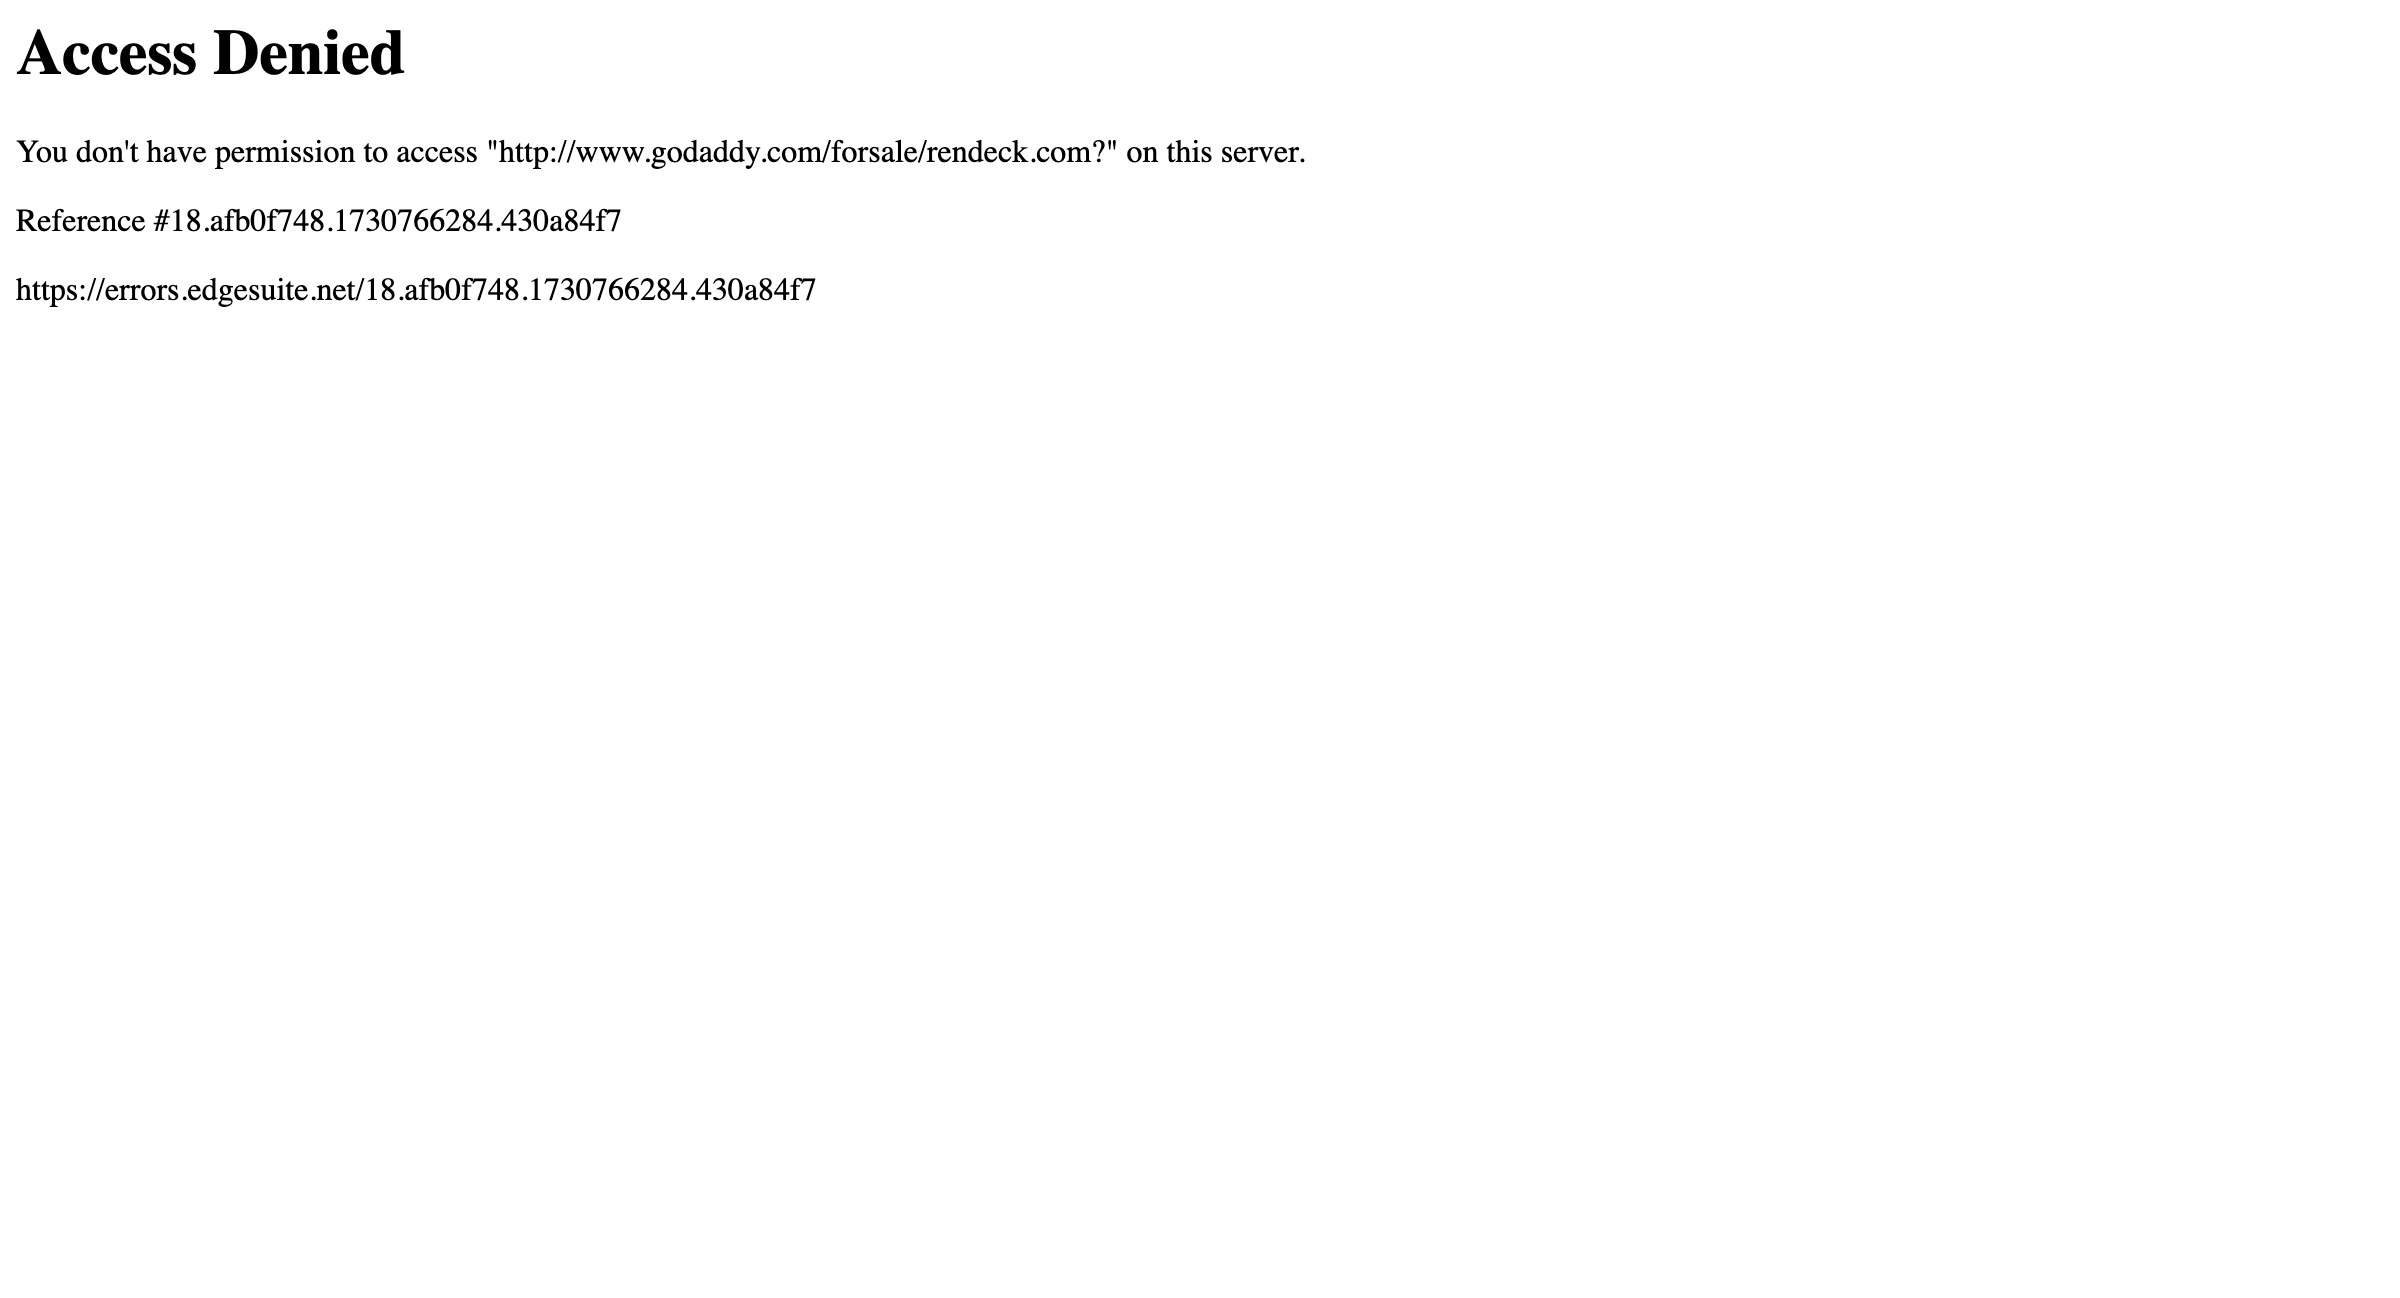 Access Denied
You don't have permission to access "http://www.godaddy.com/forsale/rendeck.com?" on this server.
Reference #18.afb0f748.1730766284.430a84f7
https://errors.edgesuite.net/18.afb0f748.1730766284.430a84f7